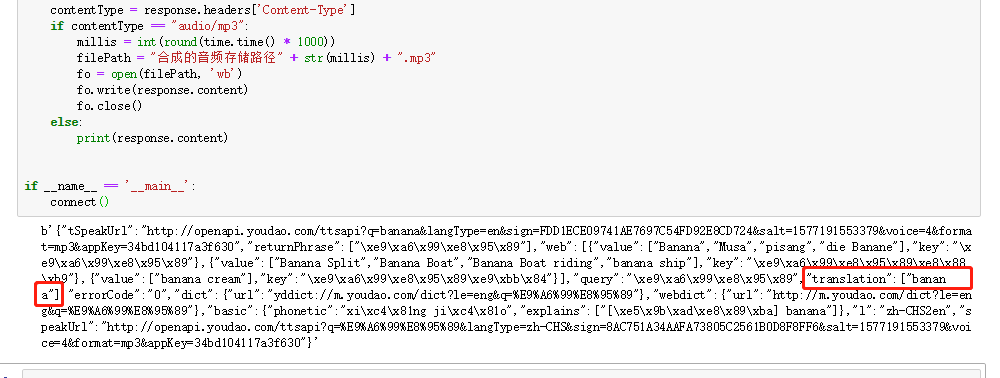 contentType = response.headers['Content-Type']
if contentType == "audio/mp3":
millis = int(round(time.time() * 1000))
filePath = "合成的音频存储路径" + str(millis) + ".mp3"
fo = open(filePath, 'wb')
fo.write(response.content)
fo.close()
else:
print(response.content)
if __name__ == '__main__':
connect()
b'{"tSpeakUrl":"http://openapi.youdao.com/ttsapi?q=banana&langType=en&sign=FDD1ECE09741AE7697C54FD92E8CD724&salt=1577191553379&voice=4&forma
t=mp3&appKey=34bd104117a3f630","returnPhrase":["\xe9\xa6\x99\xe8\x95\x89"],"web":[{"value":["Banana","Musa","pisang","die Banane"],"key":"\x
e9\xa6\x99\xe8\x95\x89"},{"value":["Banana Split","Banana Boat","Banana Boat riding","banana ship"],"key":"\xe9\xa6\x99\xe8\x95\x89\xe8\x88
\xb9"},{"value":["banana cream"],"key":"\xe9\xa6\x99\xe8\x95\x89\xe9\xbb\x84"}],"query":"\xe9\xa6\x99\xe8\x95\x89","translation":["banan
a"],"errorCode":"0","dict":{"url":"yddict://m.youdao.com/dict?le=eng&q=%E9%A6%99%E8%95%89"},"webdict":{"url":"http://m.youdao.com/dict?le=en
g&q=%E9%A6%99%E8%95%89"},"basic":{"phonetic":"xi\xc4\x81ng ji\xc4\x81o","explains":["[\xe5\x9b\xad\xe8\x89\xba] banana"]},"l":"zh-CHS2en","s
peakUrl":"http://openapi.youdao.com/ttsapi?q=%E9%A6%99%E8%95%89&langType=zh-CHS&sign=8AC751A34AAFA73805C2561B0D8F8FF6&salt=1577191553379&voi
ce=4&format=mp3&appKey=34bd104117a3f630"}'